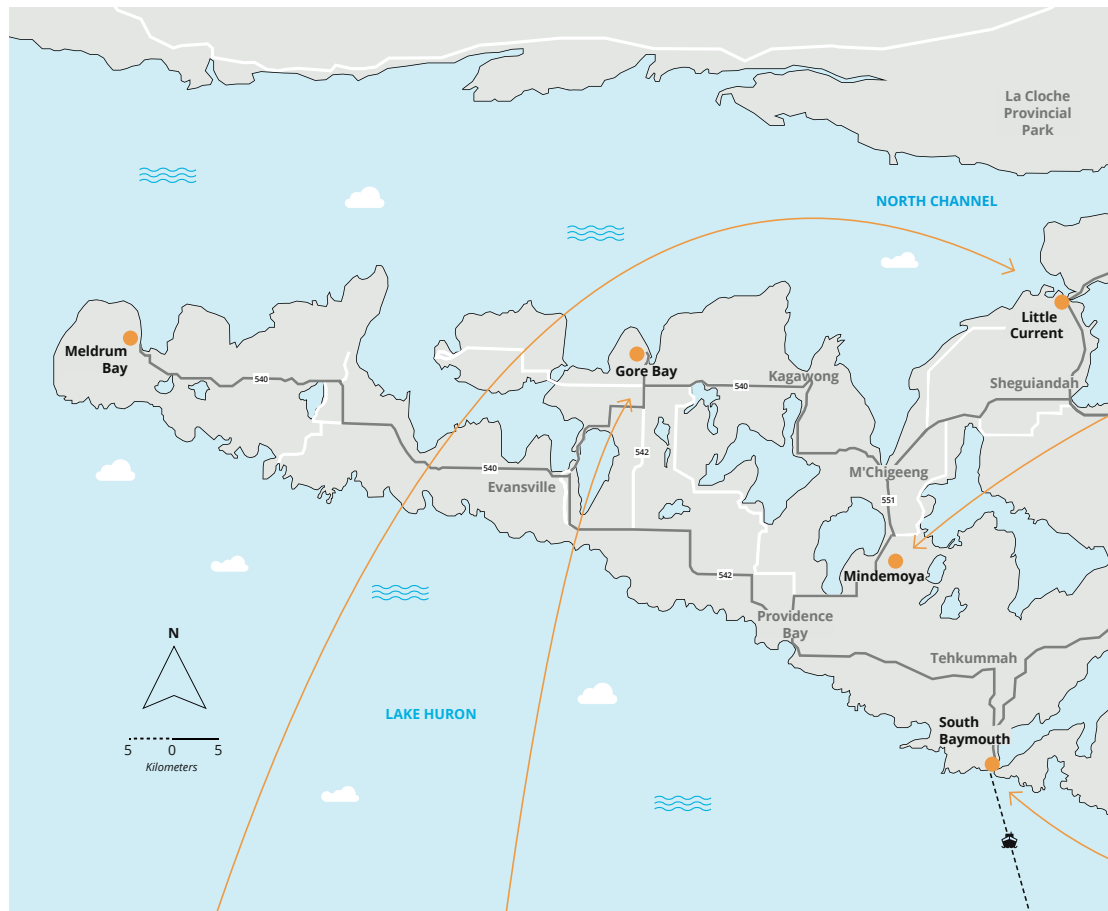 La Cloche
Provincial
Park
NORTH CHANNEL
Little
Current
Meldrum
Bay
Gore Bay
Kagawong
Sheguiandah
540
540
542
540
Evansville
M'Chigeeng
551
542
Mindemoya
Providence
Bay
Tehkummah
N
LAKE HURON
South
Baymouth
5 0 5
Kilometers